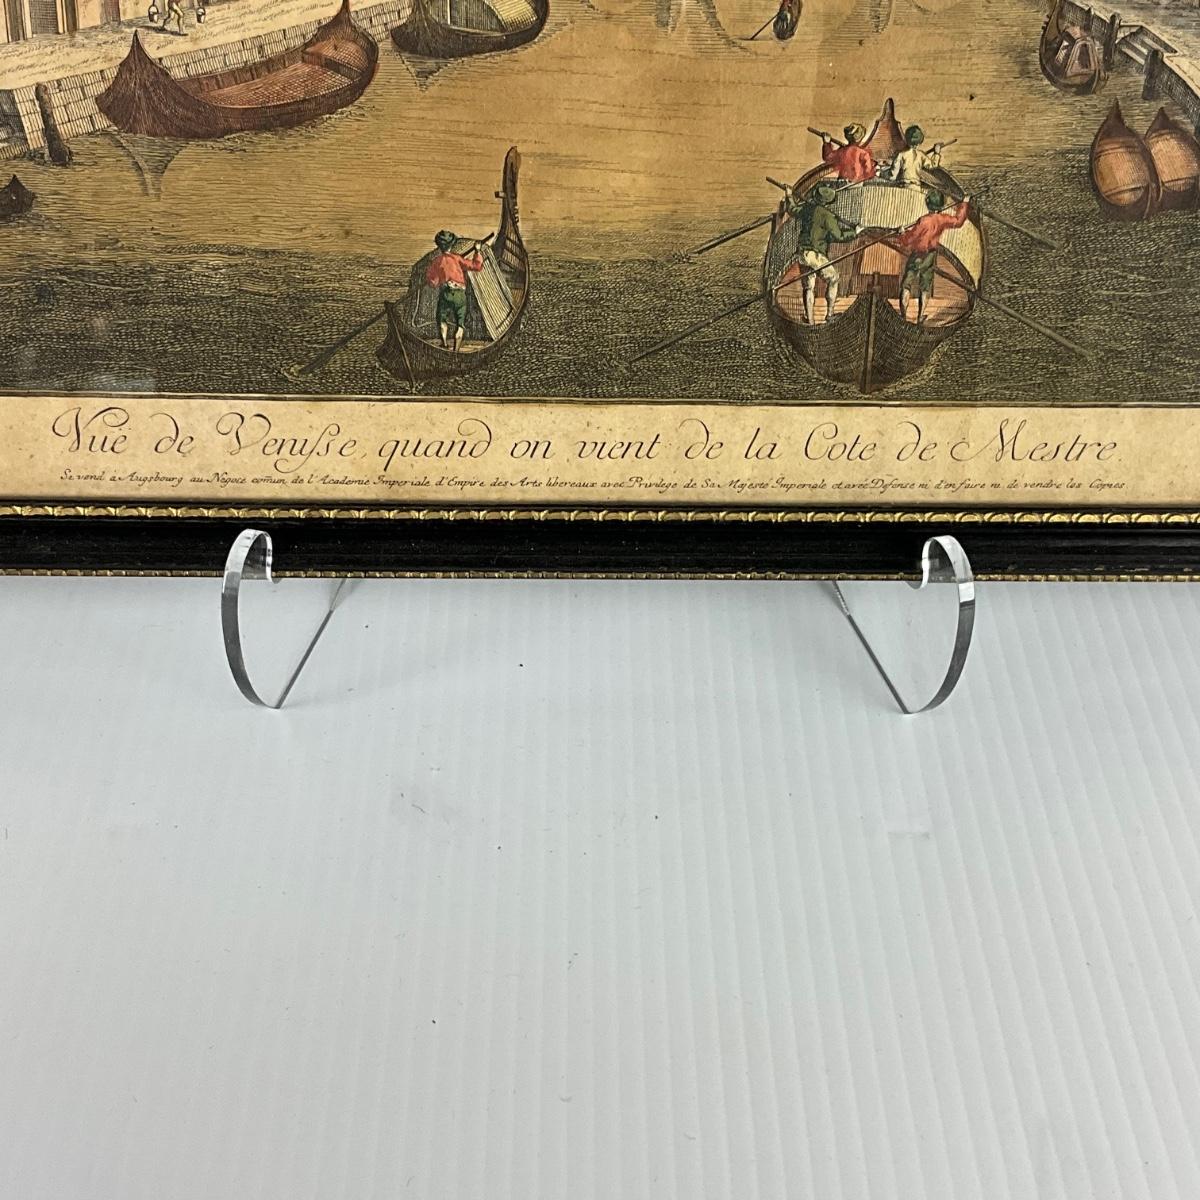 Vuë de Venisse, quand on vient de la Cote de Mestre.
Se vend à Augsbourg au Negoce comun de l'Academie Imperiale d'Empire des Arts libereaux avec Privilege de Sa Majesté Imperiale et avec Defense ni d'en faire ni de vendre les Copies.